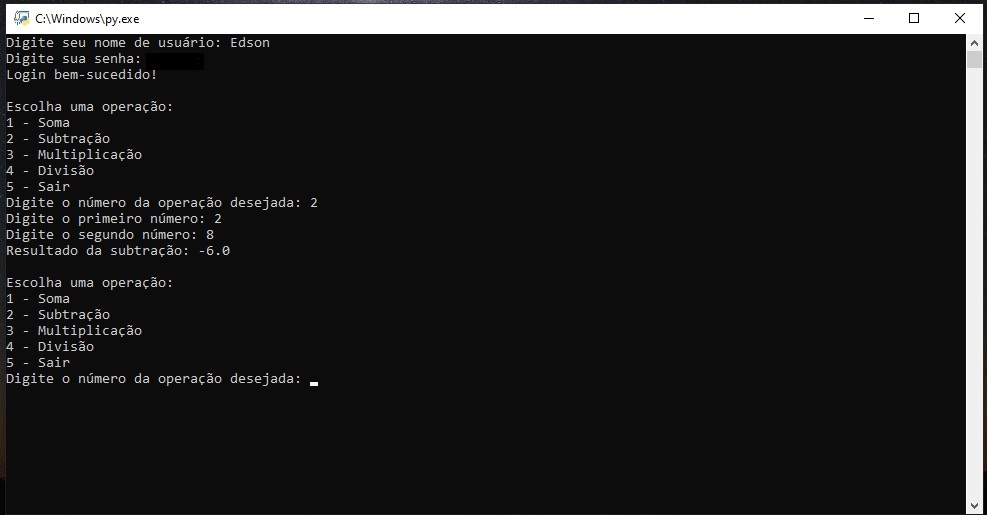 C:\Windows\py.exe
Digite seu nome de usuário: Edson
Digite sua senha:
Login bem-sucedido!
Escolha uma operação:
1 - Soma
2 - Subtração
3 - Multiplicação
4 - Divisão
5 - Sair
Digite o número da operação desejada: 2
Digite o primeiro número: 2
Digite o segundo número: 8
Resultado da subtração: -6.0
Escolha uma operação:
1 - Soma
2 - Subtração
3 - Multiplicação
4 - Divisão
5 - Sair
Digite o número da operação desejada: